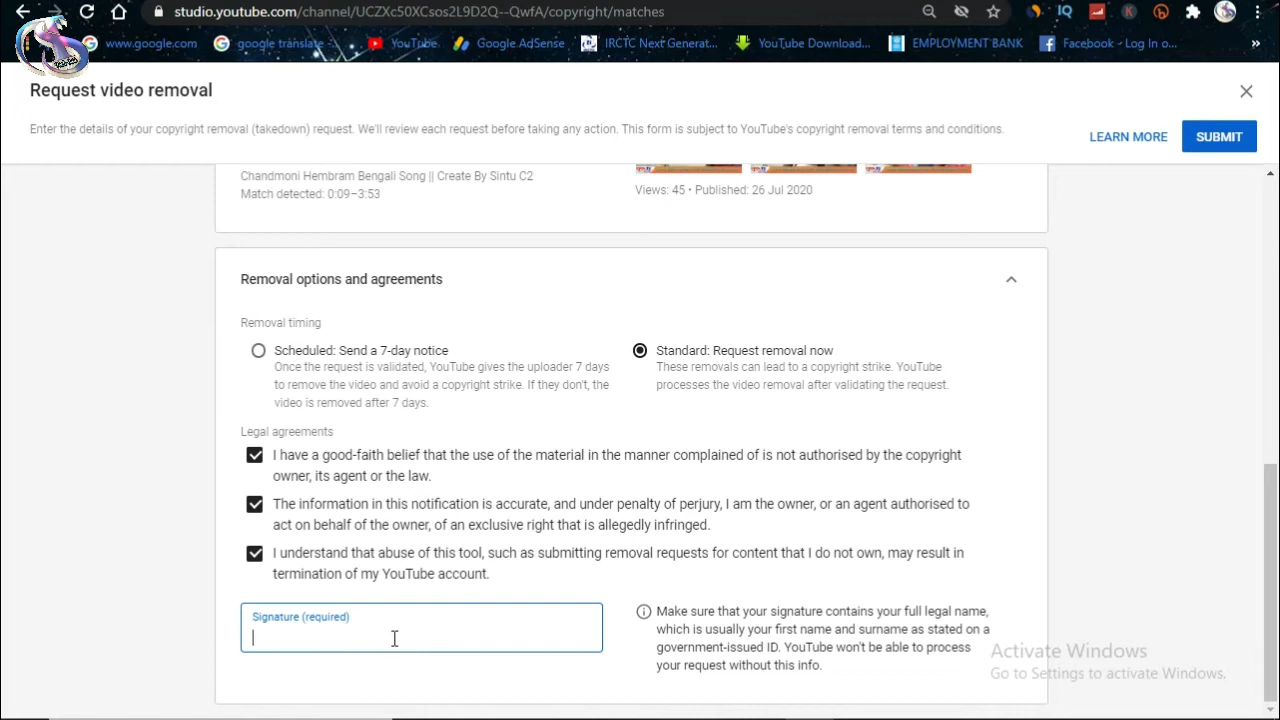 studio.youtube.com/channel/UCZXc50XCsos2L9D2Q--QwfA/copyright/matches
www.google.com google translate -... YouTube Google AdSense IRCTC Next Generat... YouTube Download... EMPLOYMENT BANK Facebook - Log In o... »
Request video removal
Enter the details of your copyright removal (takedown) request. We'll review each request before taking any action. This form is subject to YouTube's copyright removal terms and conditions.
LEARN MORE SUBMIT
Chandmoni Hembram Bengali Song || Create By Sintu C2
Match detected: 0:09–3:53
Views: 45 • Published: 26 Jul 2020
Removal options and agreements
Removal timing
Scheduled: Send a 7-day notice
Once the request is validated, YouTube gives the uploader 7 days
to remove the video and avoid a copyright strike. If they don't, the
video is removed after 7 days.
Standard: Request removal now
These removals can lead to a copyright strike. YouTube
processes the video removal after validating the request.
Legal agreements
I have a good-faith belief that the use of the material in the manner complained of is not authorised by the copyright
owner, its agent or the law.
The information in this notification is accurate, and under penalty of perjury, I am the owner, or an agent authorised to
act on behalf of the owner, of an exclusive right that is allegedly infringed.
I understand that abuse of this tool, such as submitting removal requests for content that I do not own, may result in
termination of my YouTube account.
Signature (required)
Make sure that your signature contains your full legal name,
which is usually your first name and surname as stated on a
government-issued ID. YouTube won't be able to process
your request without this info.
Activate Windows
Go to Settings to activate Windows.